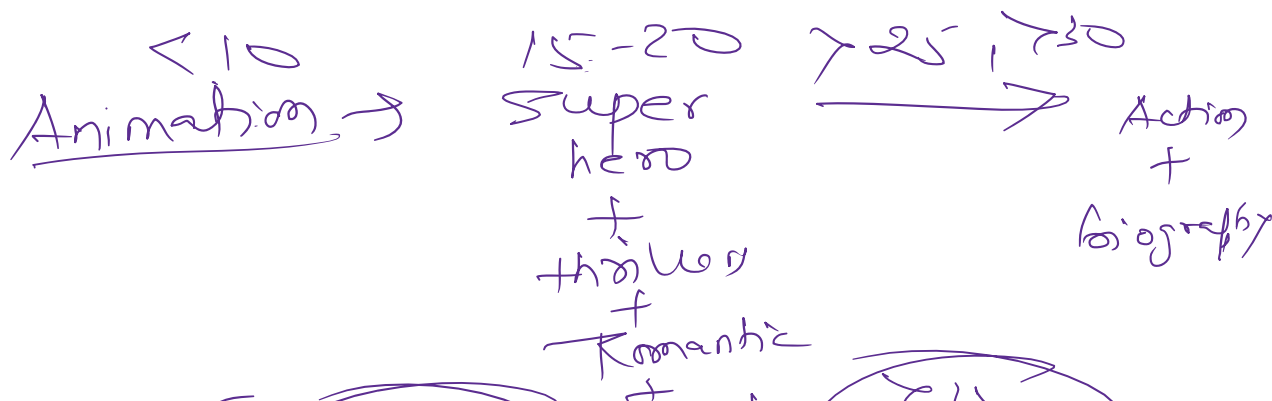 <10 15-20 >25, >30
Animation → Super → Action
hero +
+ biography
thriller
+
Romantic
+